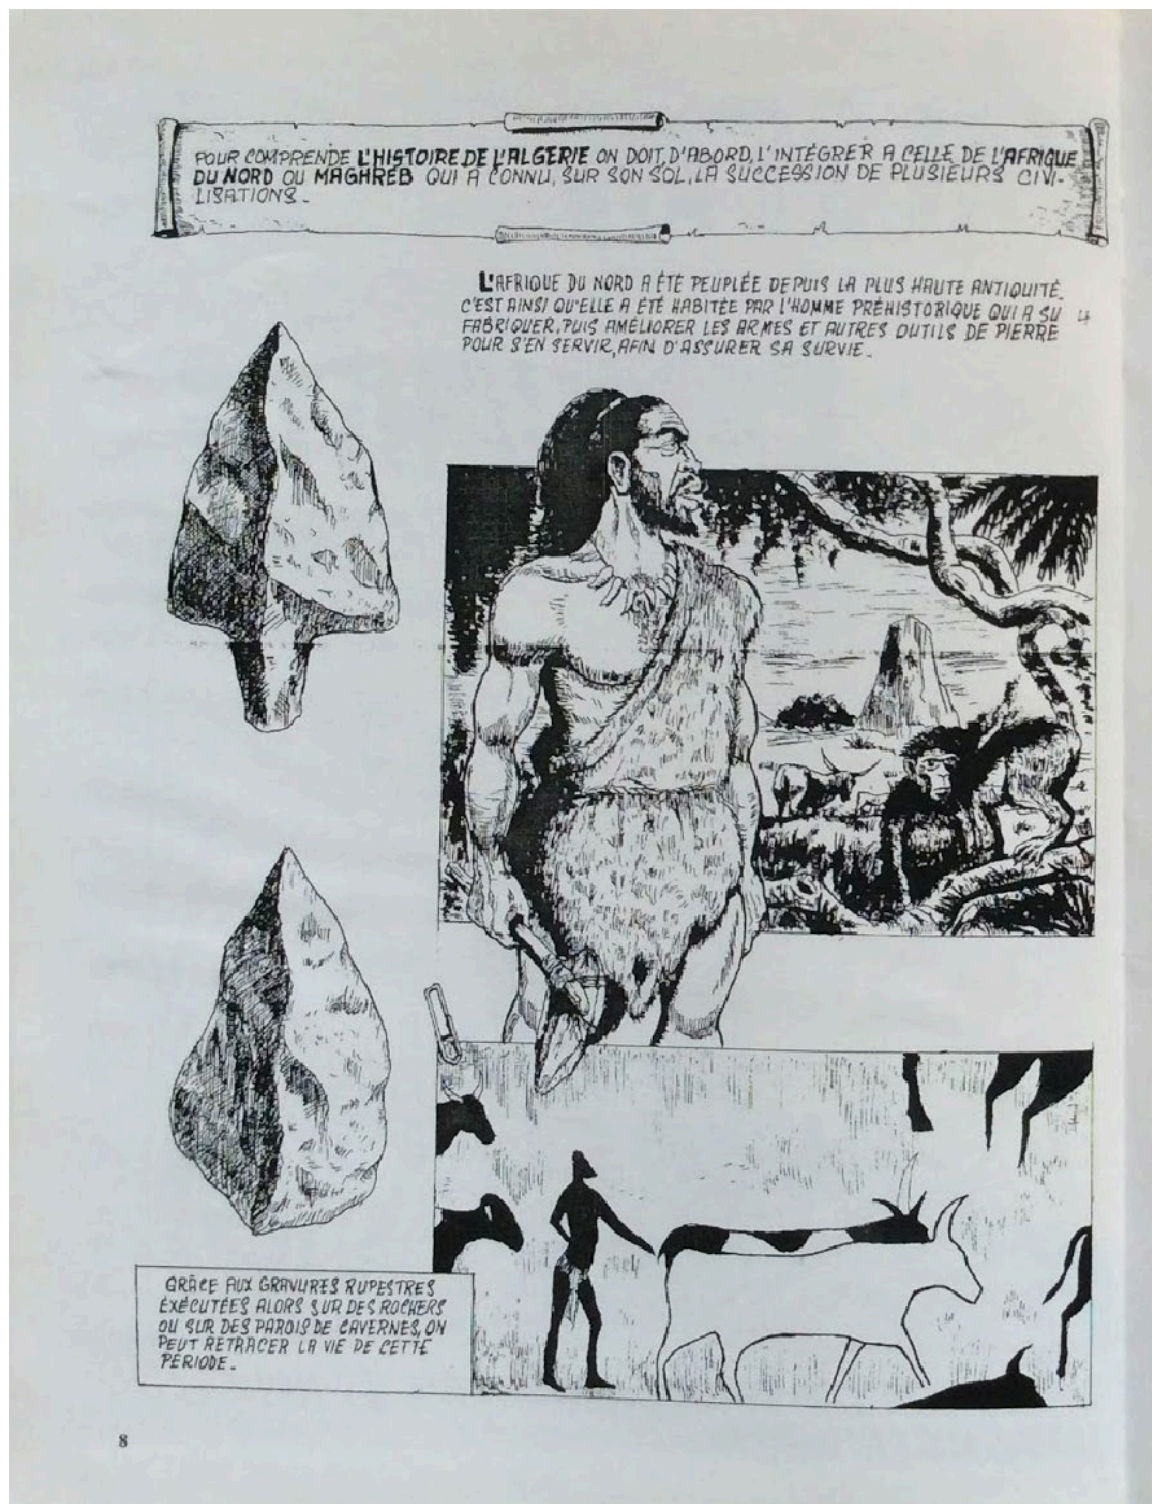 POUR COMPRENDE L'HISTOIRE DE L'ALGERIE ON DOIT, D'ABORD, L'INTÉGRER A CELLE DE L'AFRIQUE
DU NORD OU MAGHREB QUI A CONNU, SUR SON SOL, LA SUCCESSION DE PLUSIEURS CIVI-
LISATIONS.
L'AFRIQUE DU NORD A ÉTÉ PEUPLÉE DEPUIS LA PLUS HAUTE ANTIQUITÉ.
C'EST AINSI QU'ELLE A ÉTÉ HABITÉE PAR L'HOMME PRÉHISTORIQUE QUI A SU
FABRIQUER, PUIS AMÉLIORER LES ARMES ET AUTRES OUTILS DE PIERRE
POUR S'EN SERVIR, AFIN D'ASSURER SA SURVIE.
GRÂCE AUX GRAVURES RUPESTRES
EXÉCUTÉES ALORS SUR DES ROCHERS
OU SUR DES PAROIS DE CAVERNES, ON
PEUT RETRACER LA VIE DE CETTE
PÉRIODE.
8